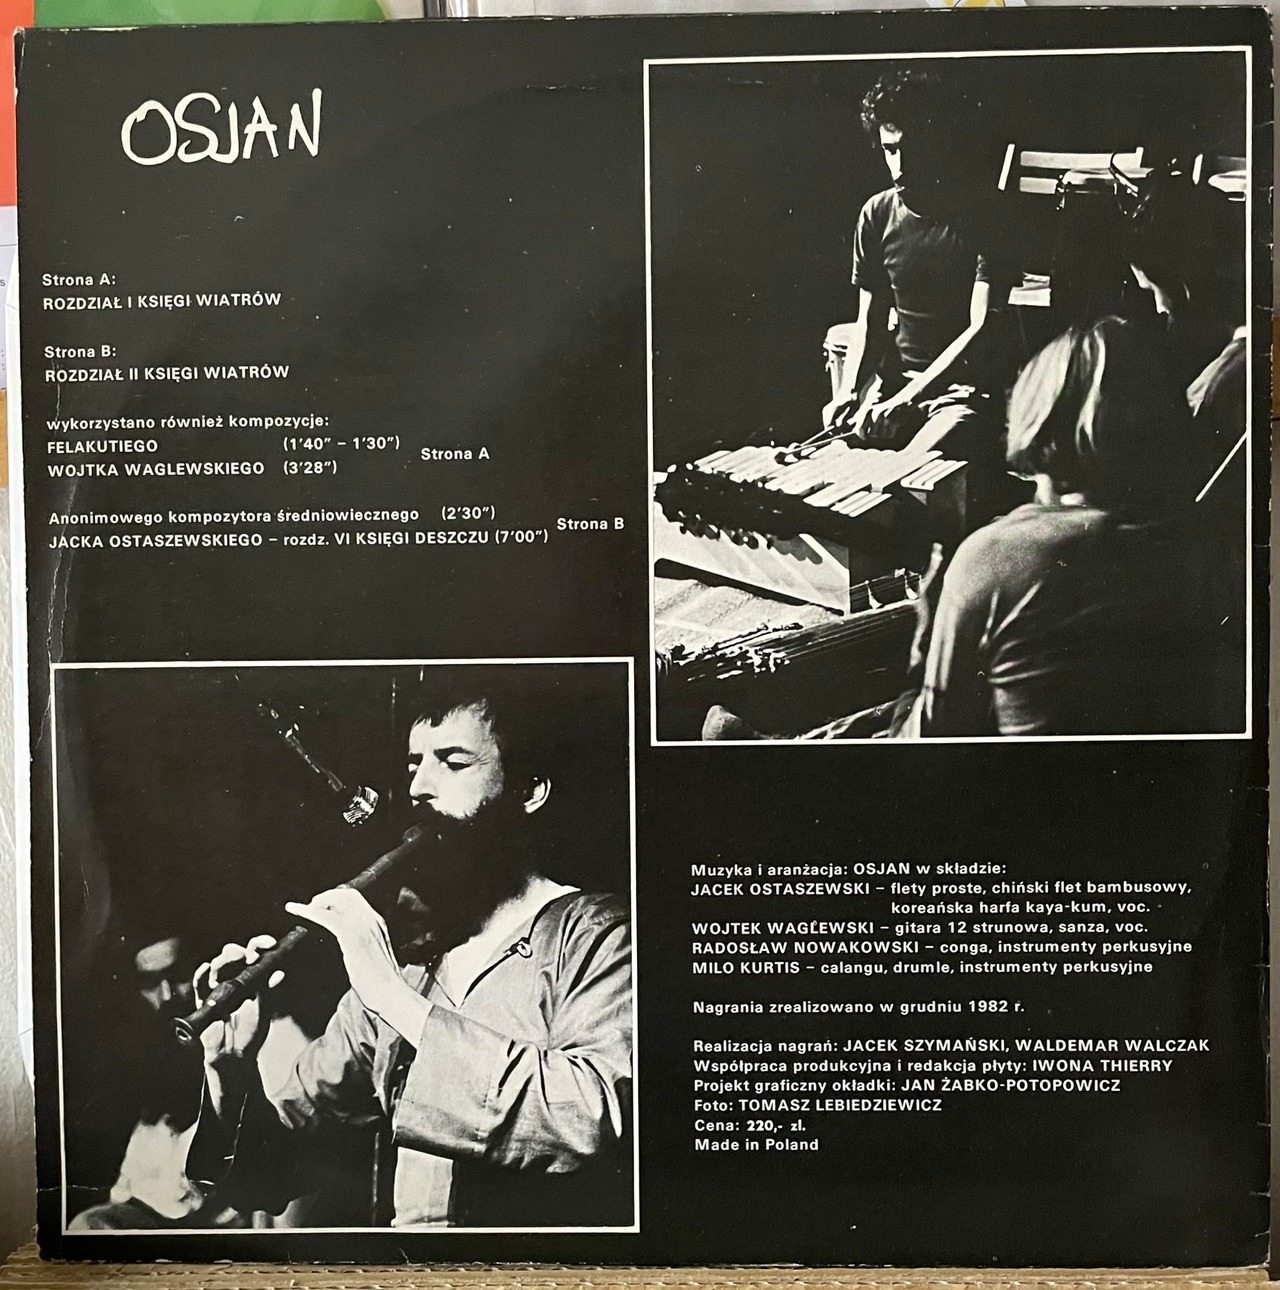 OSJAN
Strona A:
ROZDZIAŁ I KSIĘGI WIATRÓW
Strona B:
ROZDZIAŁ II KSIĘGI WIATRÓW
wykorzystano również kompozycje:
FELAKUTIEGO (1'40" – 1'30")
WOJTKA WAGLEWSKIEGO (3'28") Strona A
Anonimowego kompozytora średniowiecznego (2'30")
JACKA OSTASZEWSKIEGO – rozdz. VI KSIĘGI DESZCZU (7'00") Strona B
Muzyka i aranżacja: OSJAN w składzie:
JACEK OSTASZEWSKI – flety proste, chiński flet bambusowy,
koreańska harfa kaya-kum, voc.
WOJTEK WAGLEWSKI – gitara 12 strunowa, sanza, voc.
RADOSŁAW NOWAKOWSKI – conga, instrumenty perkusyjne
MILO KURTIS – calangu, drumle, instrumenty perkusyjne
Nagrania zrealizowano w grudniu 1982 r.
Realizacja nagrań: JACEK SZYMAŃSKI, WALDEMAR WALCZAK
Współpraca produkcyjna i redakcja płyty: IWONA THIERRY
Projekt graficzny okładki: JAN ŻABKO-POTOPOWICZ
Foto: TOMASZ LEBIEDZIEWICZ
Cena: 220,- zl.
Made in Poland